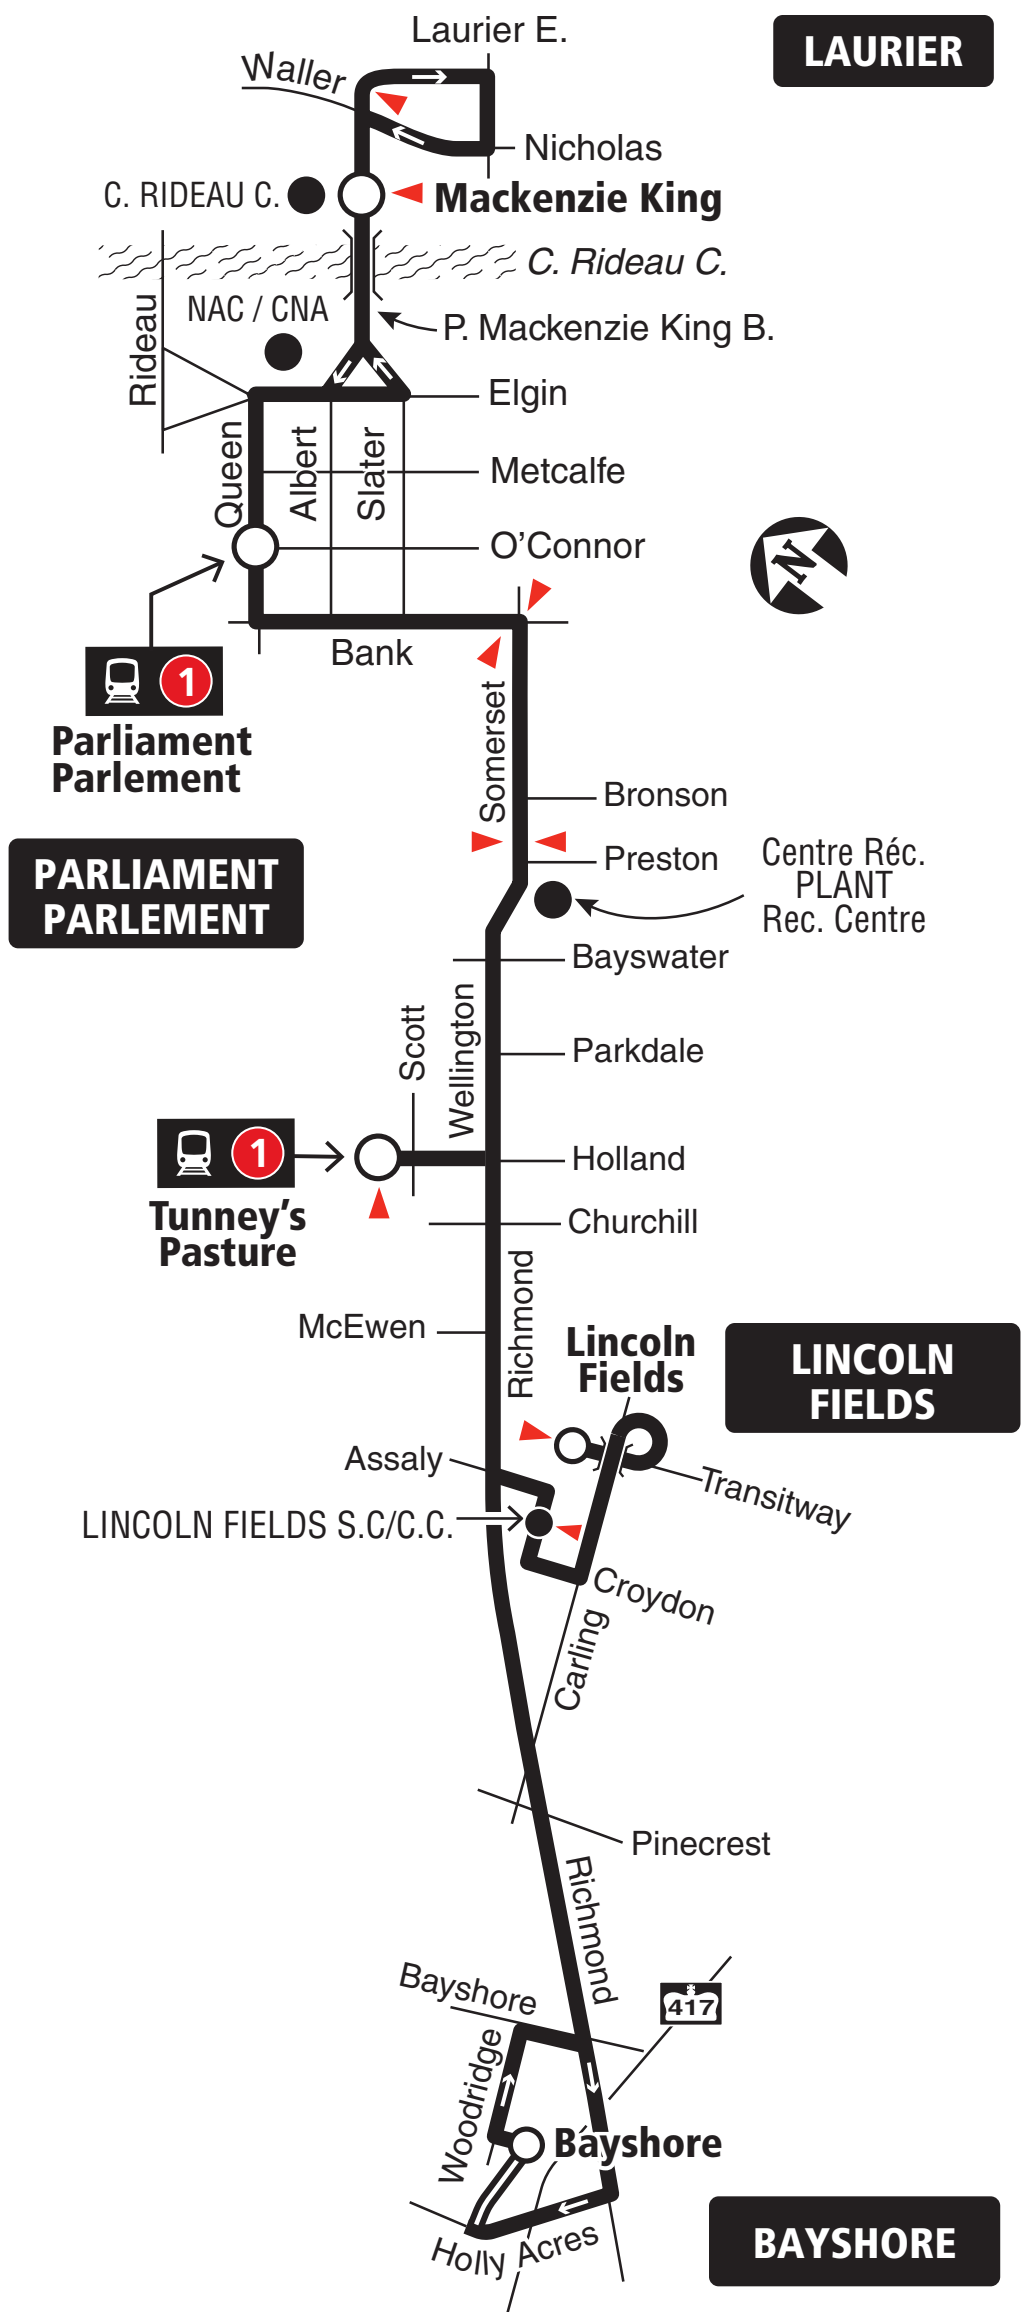 Laurier E.
LAURIER
Waller
Nicholas
C. RIDEAU C.
Mackenzie King
C. Rideau C.
Rideau
NAC / CNA
P. Mackenzie King B.
Elgin
Queen
Albert
Slater
Metcalfe
O'Connor
N
Bank
1
Parliament
Parlement
Somerset
Bronson
PARLIAMENT
PARLEMENT
Preston
Centre Réc.
PLANT
Rec. Centre
Bayswater
Scott
Wellington
Parkdale
1
Holland
Tunney's
Pasture
Churchill
Richmond
McEwen
Lincoln
Fields
LINCOLN
FIELDS
Assaly
Transitway
LINCOLN FIELDS S.C/C.C.
Croydon
Carling
Pinecrest
Richmond
Bayshore
417
Woodridge
Bayshore
Holly Acres
BAYSHORE